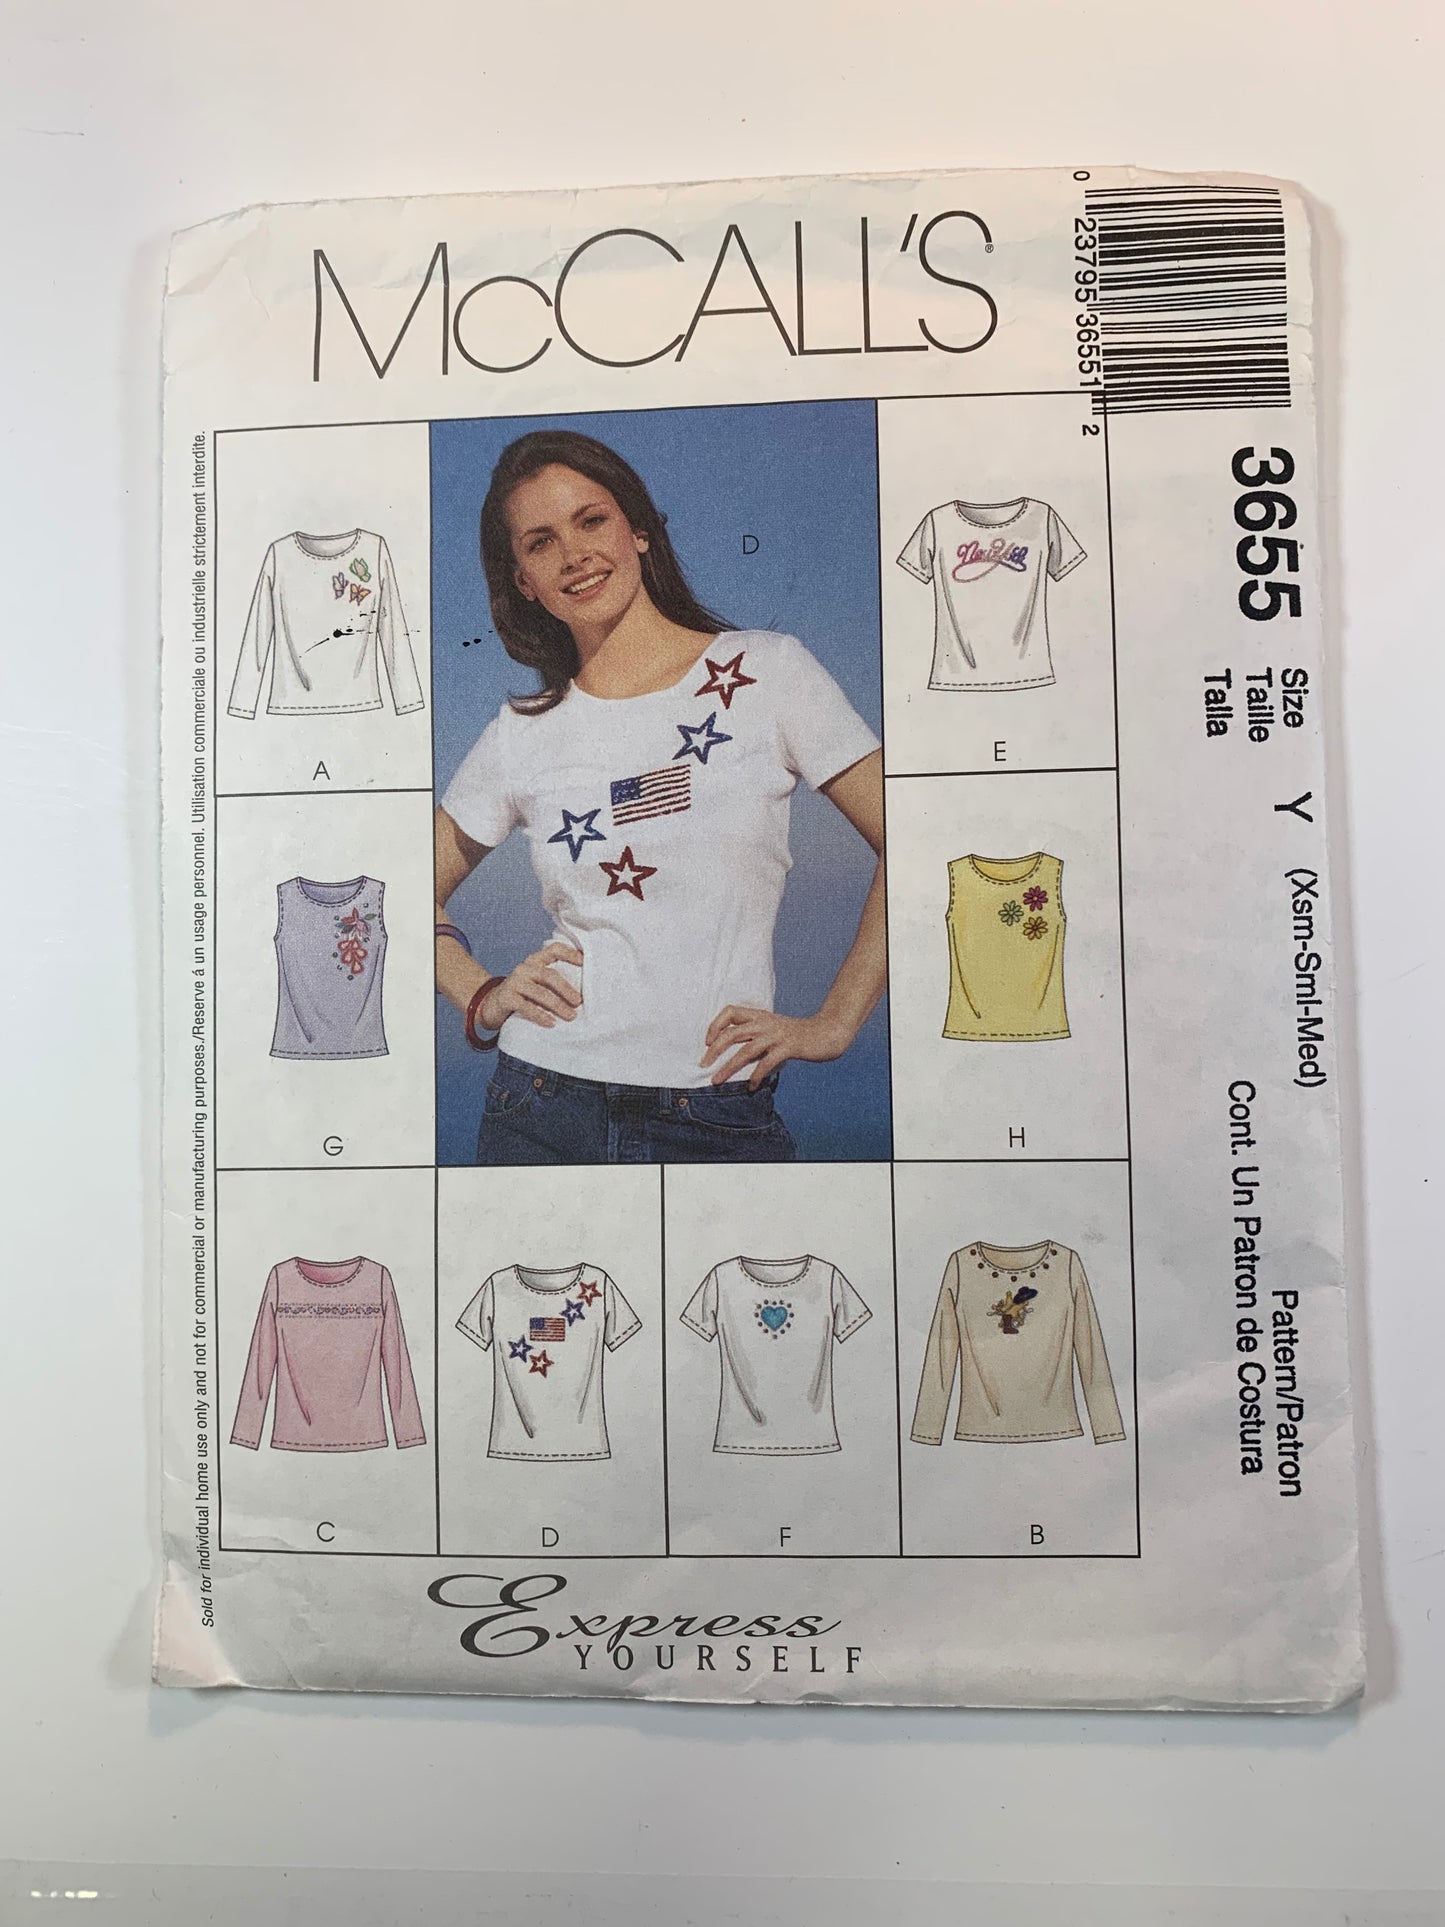 McCALL'S®
0 23795 36551 2
3655
Size
Taille
Talla
Y
(Xsm-Sml-Med)
Pattern/Patron
Cont. Un Patron de Costura
Sold for individual home use only and not for commercial or manufacturing purposes./Reservé á un usage personnel. Utilisation commerciale ou industrielle strictement interdite.
A
D
E
G
H
C
D
F
B
Express
YOURSELF